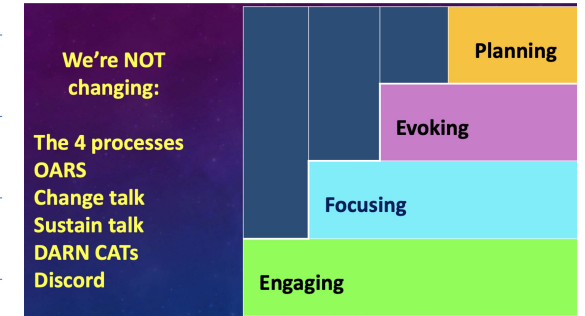 We're NOT
changing:
The 4 processes
OARS
Change talk
Sustain talk
DARN CATs
Discord
Planning
Evoking
Focusing
Engaging